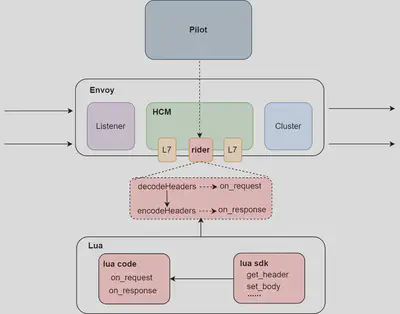 Pilot
Envoy
HCM
Listener
Cluster
L7
rider
L7
decodeHeaders
on_request
encodeHeaders
on_response
Lua
lua code
on_request
on_response
lua sdk
get_header
set_body
......